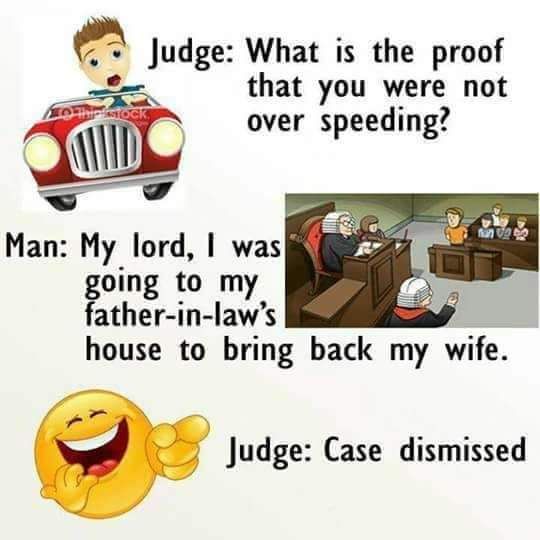 Judge: What is the proof
that you were not
over speeding?
Thinkstock
Man: My lord, I was
going to my
father-in-law's
house to bring back my wife.
Judge: Case dismissed